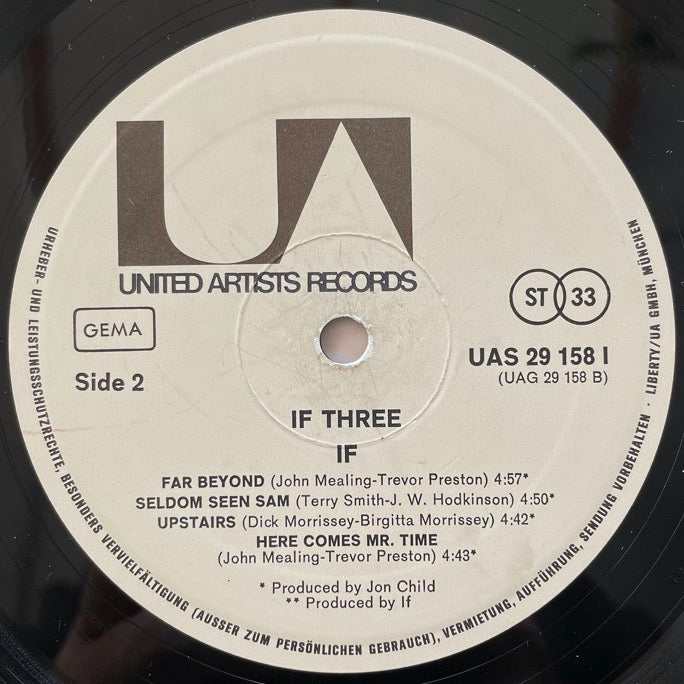 UA
UNITED ARTISTS RECORDS
GEMA
ST 33
Side 2
UAS 29 158 I
(UAG 29 158 B)
IF THREE
IF
FAR BEYOND (John Mealing-Trevor Preston) 4:57*
SELDOM SEEN SAM (Terry Smith-J. W. Hodkinson) 4:50*
UPSTAIRS (Dick Morrissey-Birgitta Morrissey) 4:42*
HERE COMES MR. TIME
(John Mealing-Trevor Preston) 4:43*
* Produced by Jon Child
** Produced by If
URHEBER- UND LEISTUNGSSCHUTZRECHTE, BESONDERS VERVIELFÄLTIGUNG (AUSSER ZUM PERSÖNLICHEN GEBRAUCH), VERMIETUNG, AUFFÜHRUNG, SENDUNG VORBEHALTEN · LIBERTY/UA GMBH, MÜNCHEN